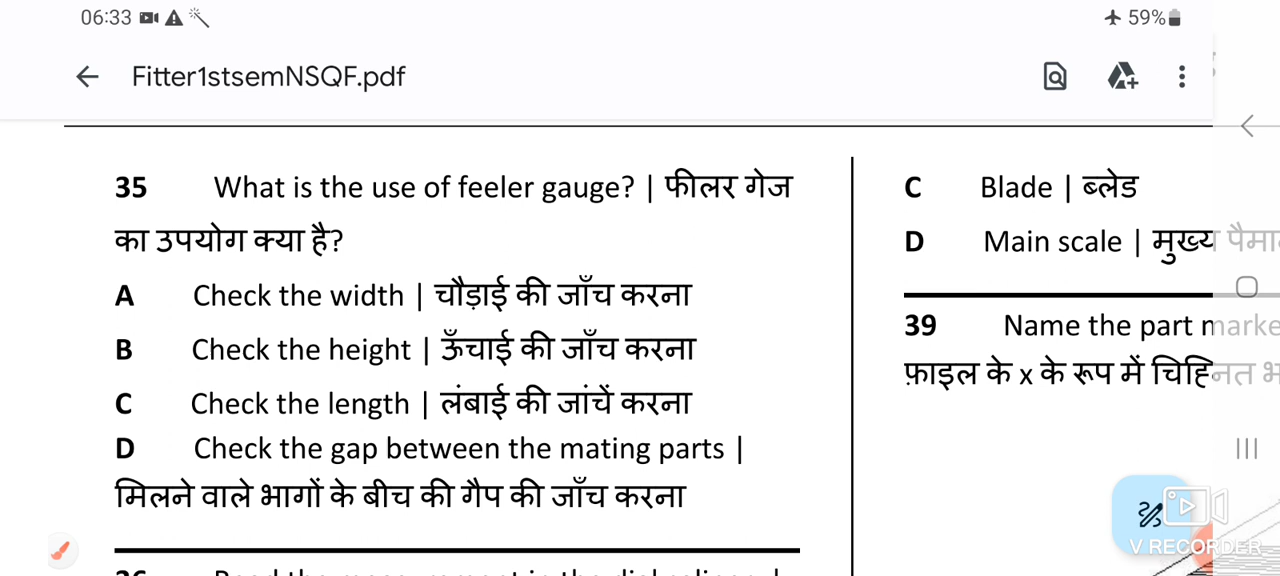 06:33
59%
Fitter1stsemNSQF.pdf
35 What is the use of feeler gauge? | फीलर गेज
का उपयोग क्या है?
A Check the width | चौड़ाई की जाँच करना
B Check the height | ऊँचाई की जाँच करना
C Check the length | लंबाई की जांचें करना
D Check the gap between the mating parts |
मिलने वाले भागों के बीच की गैप की जाँच करना
C Blade | ब्लेड
D Main scale | मुख्य
39 Name the part marke
फ़ाइल के x के रूप में चिह्नित
V RECORDER